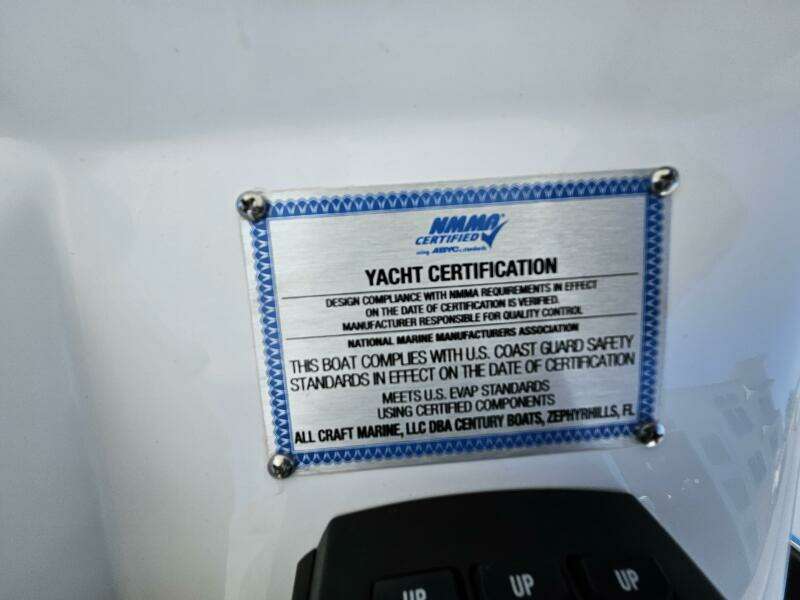 NMMA®
CERTIFIED
using ABYC standards
YACHT CERTIFICATION
DESIGN COMPLIANCE WITH NMMA REQUIREMENTS IN EFFECT
ON THE DATE OF CERTIFICATION IS VERIFIED.
MANUFACTURER RESPONSIBLE FOR QUALITY CONTROL
NATIONAL MARINE MANUFACTURERS ASSOCIATION
THIS BOAT COMPLIES WITH U.S. COAST GUARD SAFETY
STANDARDS IN EFFECT ON THE DATE OF CERTIFICATION
MEETS U.S. EVAP STANDARDS
USING CERTIFIED COMPONENTS
ALL CRAFT MARINE, LLC DBA CENTURY BOATS, ZEPHYRHILLS, FL
UP UP UP